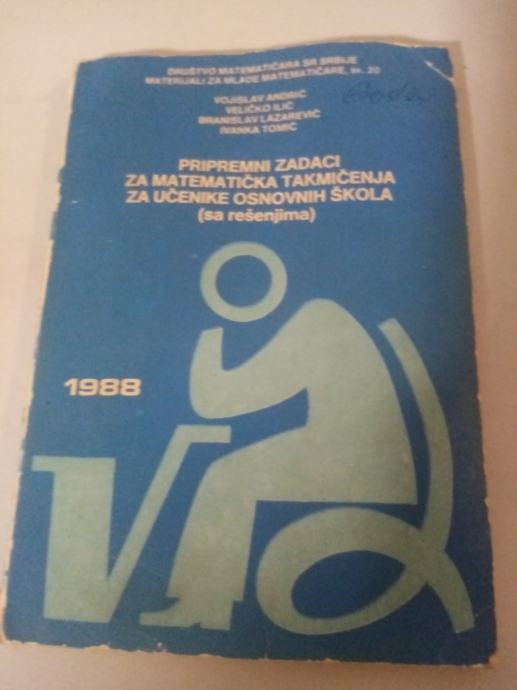 DRUŠTVO MATEMATIČARA SR SRBIJE
MATERIJALI ZA MLADE MATEMATIČARE, sv. 20
VOJISLAV ANDRIĆ
VELIČKO ILIĆ
BRANISLAV LAZAREVIĆ
IVANKA TOMIĆ
PRIPREMNI ZADACI
ZA MATEMATIČKA TAKMIČENJA
ZA UČENIKE OSNOVNIH ŠKOLA
(sa rešenjima)
1988